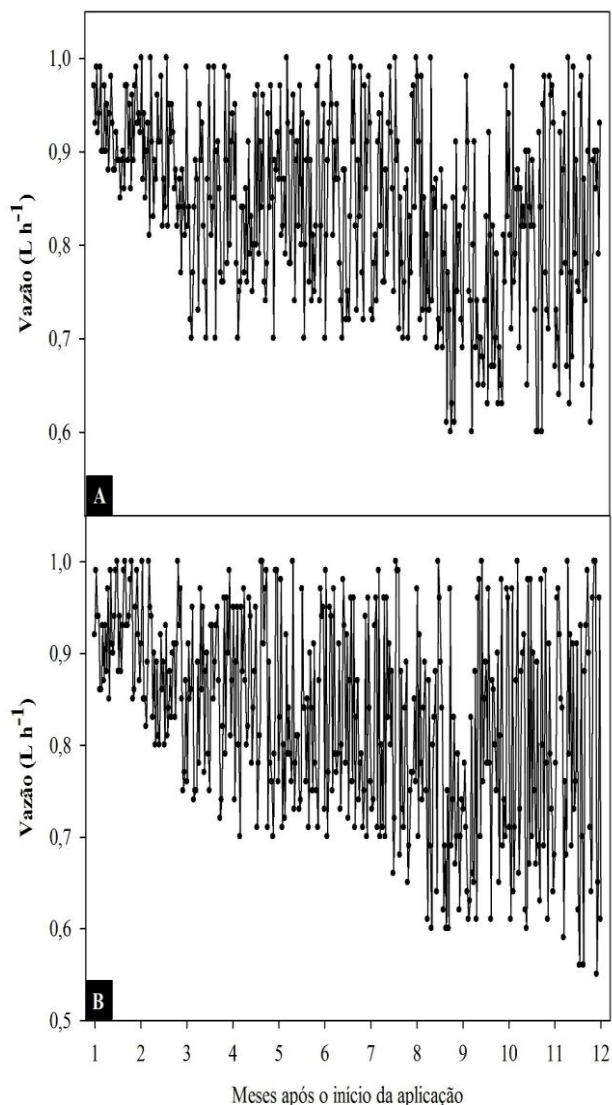 1,0
0,9
0,8
0,7
0,6
Vazão (L h⁻¹)
A
1,0
0,9
0,8
0,7
0,6
0,5
Vazão (L h⁻¹)
B
1 2 3 4 5 6 7 8 9 10 11 12
Meses após o início da aplicação